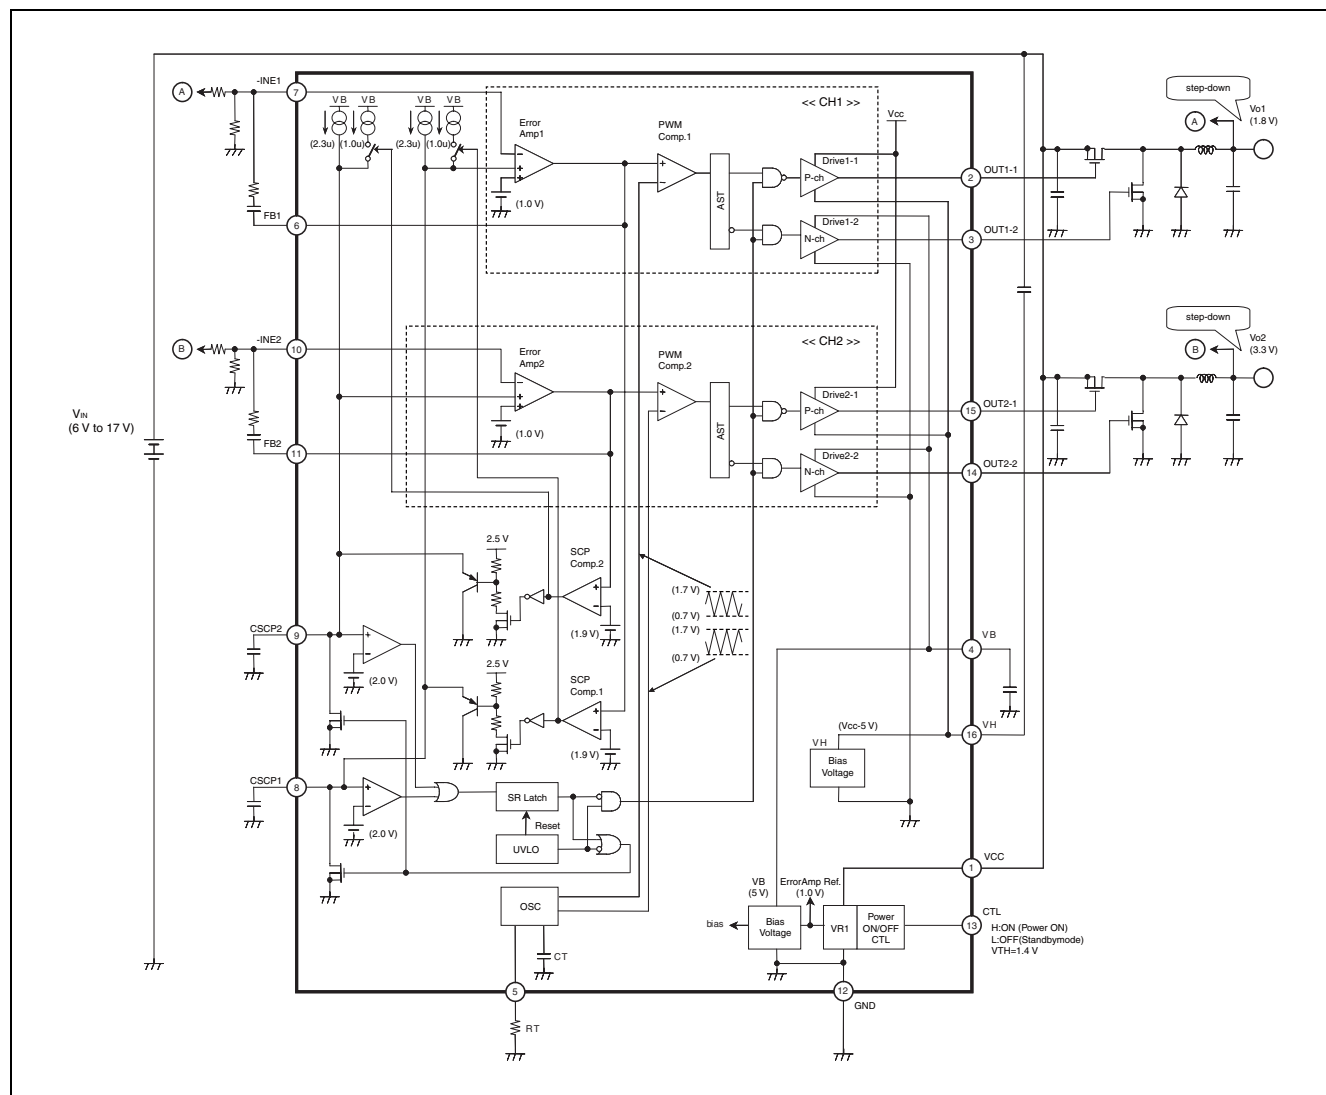 -INE1
A
7
VB
VB
VB
VB
(2.3u)
(1.0u)
(2.3u)
(1.0u)
<< CH1 >>
Error
Amp1
PWM
Comp.1
Vcc
AST
Drive1-1
P-ch
(1.0 V)
Drive1-2
N-ch
FB1
6
2
OUT1-1
3
OUT1-2
step-down
A
Vo1
(1.8 V)
-INE2
B
10
<< CH2 >>
Error
Amp2
PWM
Comp.2
AST
Drive2-1
P-ch
(1.0 V)
Drive2-2
N-ch
FB2
11
15
OUT2-1
14
OUT2-2
step-down
B
Vo2
(3.3 V)
VIN
(6 V to 17 V)
2.5 V
SCP
Comp.2
(1.9 V)
(1.7 V)
(0.7 V)
(1.7 V)
(0.7 V)
CSCP2
9
(2.0 V)
4
VB
2.5 V
SCP
Comp.1
(1.9 V)
(Vcc-5 V)
VH
Bias
Voltage
16
VH
CSCP1
8
(2.0 V)
SR Latch
Reset
UVLO
OSC
CT
5
RT
VB
(5 V)
ErrorAmp Ref.
(1.0 V)
bias
Bias
Voltage
VR1
Power
ON/OFF
CTL
1
VCC
13
CTL
H:ON (Power ON)
L:OFF(Standbymode)
VTH=1.4 V
12
GND